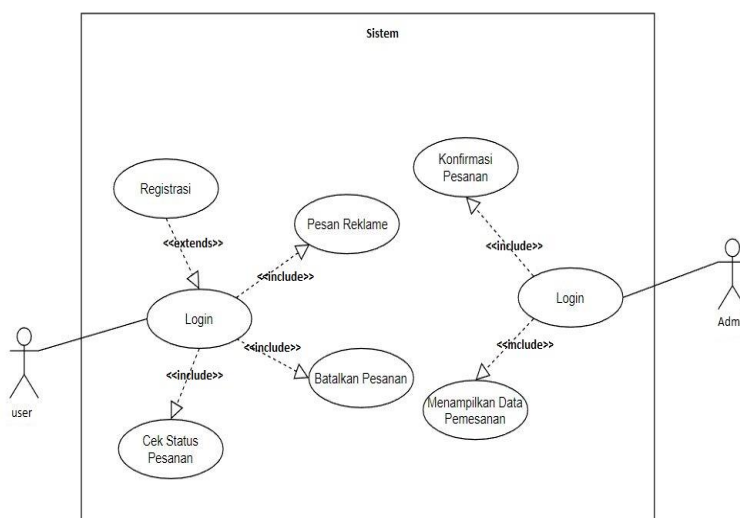 Sistem
Konfirmasi
Pesanan
Registrasi
Pesan Reklame
<<extends>>
<<include>>
<<include>>
Login
Login
<<include>>
<<include>>
<<include>>
Batalkan Pesanan
Menampilkan Data
Pemesanan
Cek Status
Pesanan
user
Adm